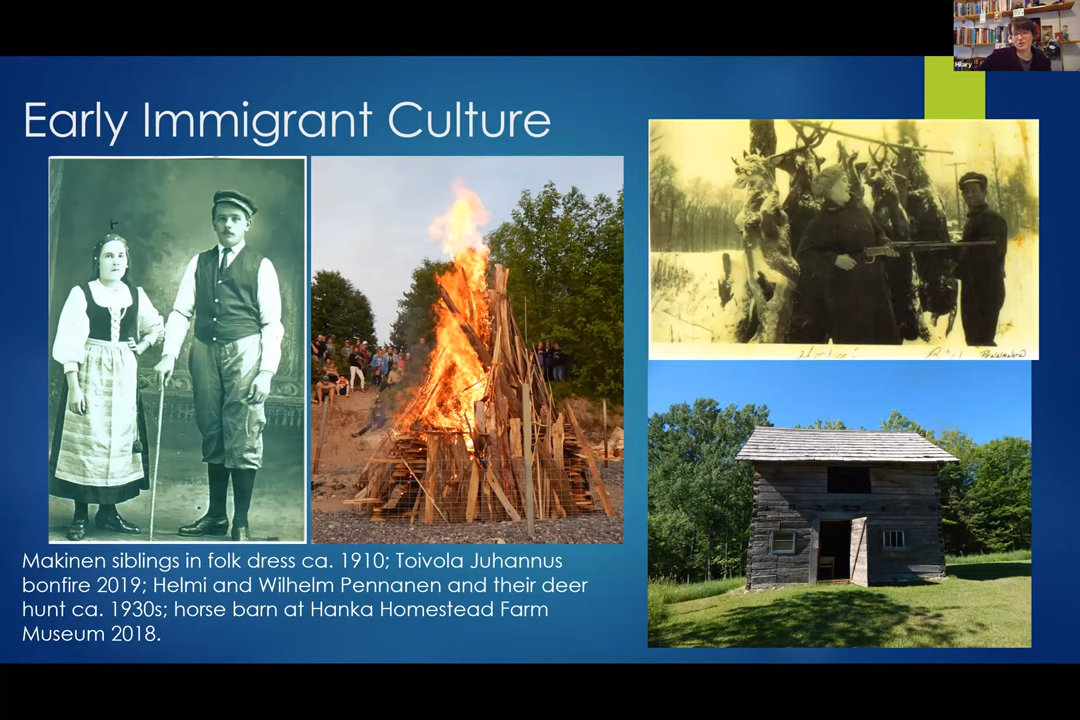 Hilary
Early Immigrant Culture
PENNANEN
Makinen siblings in folk dress ca. 1910; Toivola Juhannus
bonfire 2019; Helmi and Wilhelm Pennanen and their deer
hunt ca. 1930s; horse barn at Hanka Homestead Farm
Museum 2018.